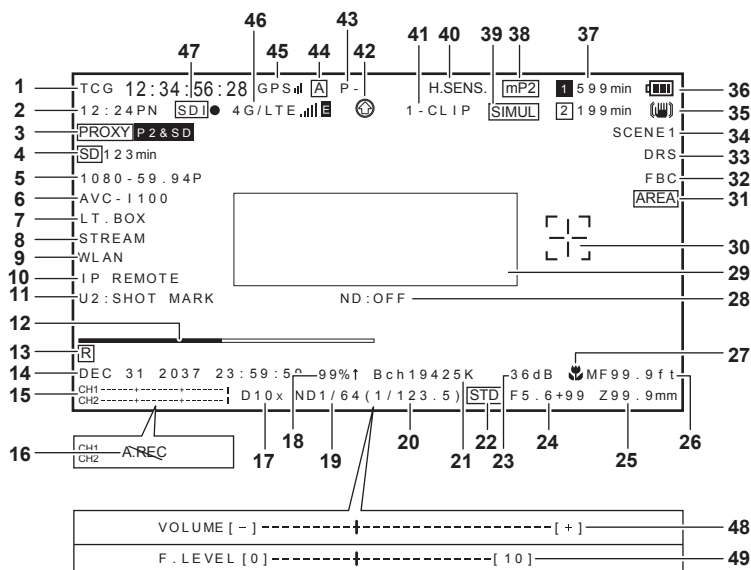 46 43
47 45 44 42 41 40 39 38 37
1 TCG 12:34:56:28 GPS A P- H.SENS. mP2 1 599min 36
2 12:24PN SDI● 4G/LTE E 1-CLIP SIMUL 2 199min 35
3 PROXY P2&SD SCENE1 34
4 SD 123min DRS 33
5 1080-59.94P FBC 32
6 AVC-I100 AREA 31
7 LT.BOX
8 STREAM 30
9 WLAN
10 IP REMOTE 29
11 U2:SHOT MARK ND:OFF 28
12
13 R 27
14 DEC 31 2037 23:59:59 99%↑ Bch19425K 36dB MF99.9ft
15 CH1 CH2 D10x ND1/64(1/123.5) STD F5.6+99 Z99.9mm
16 CH1 CH2 A.REC
17 18 19 20 21 22 23 24 25 26
VOLUME[-]------------------[+] 48
F.LEVEL[0]------------------[10] 49